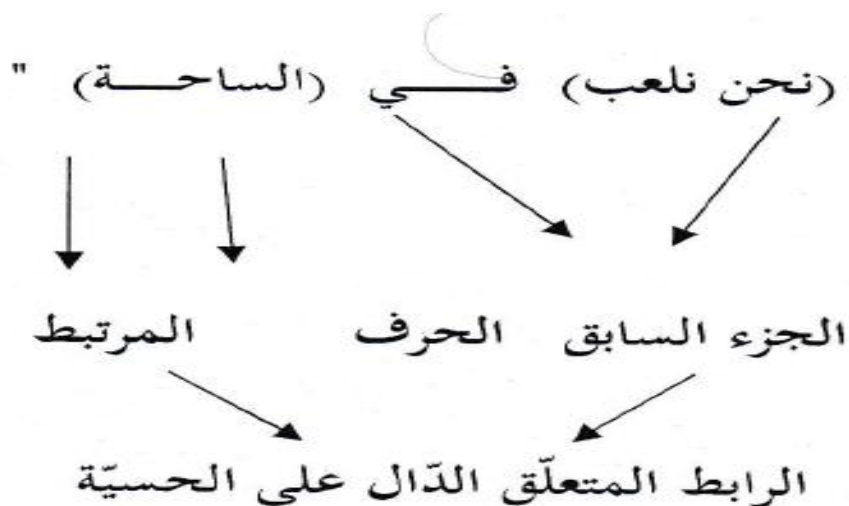 (نحن نلعب) فـــي (الساحـــة) "
الجزء السابق الحرف المرتبط
الرابط المتعلّق الدّال على الحسيّة